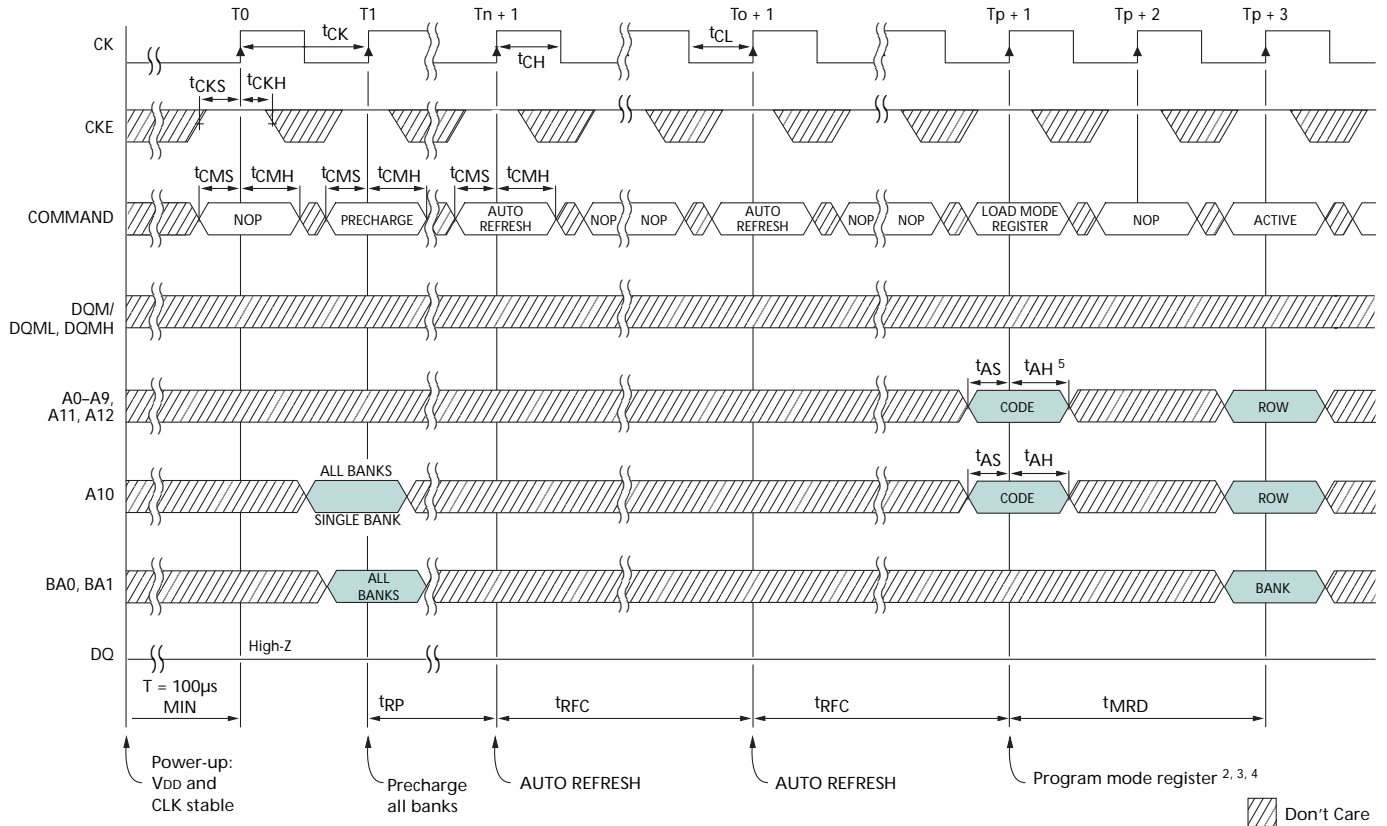 T0 T1 Tn + 1 To + 1 Tp + 1 Tp + 2 Tp + 3
CK
tCK
tCH
tCL
tCKS tCKH
CKE
tCMS tCMH tCMS tCMH tCMS tCMH
COMMAND
NOP PRECHARGE AUTO REFRESH NOP NOP AUTO REFRESH NOP NOP LOAD MODE REGISTER NOP ACTIVE
DQM/
DQML, DQMH
tAS tAH 5
A0–A9,
A11, A12
CODE ROW
ALL BANKS
tAS tAH
A10
CODE ROW
SINGLE BANK
BA0, BA1
ALL
BANKS
BANK
DQ
High-Z
T = 100µs
MIN
tRP tRFC tRFC tMRD
Power-up:
VDD and
CLK stable
Precharge
all banks
AUTO REFRESH
AUTO REFRESH
Program mode register 2, 3, 4
Don't Care